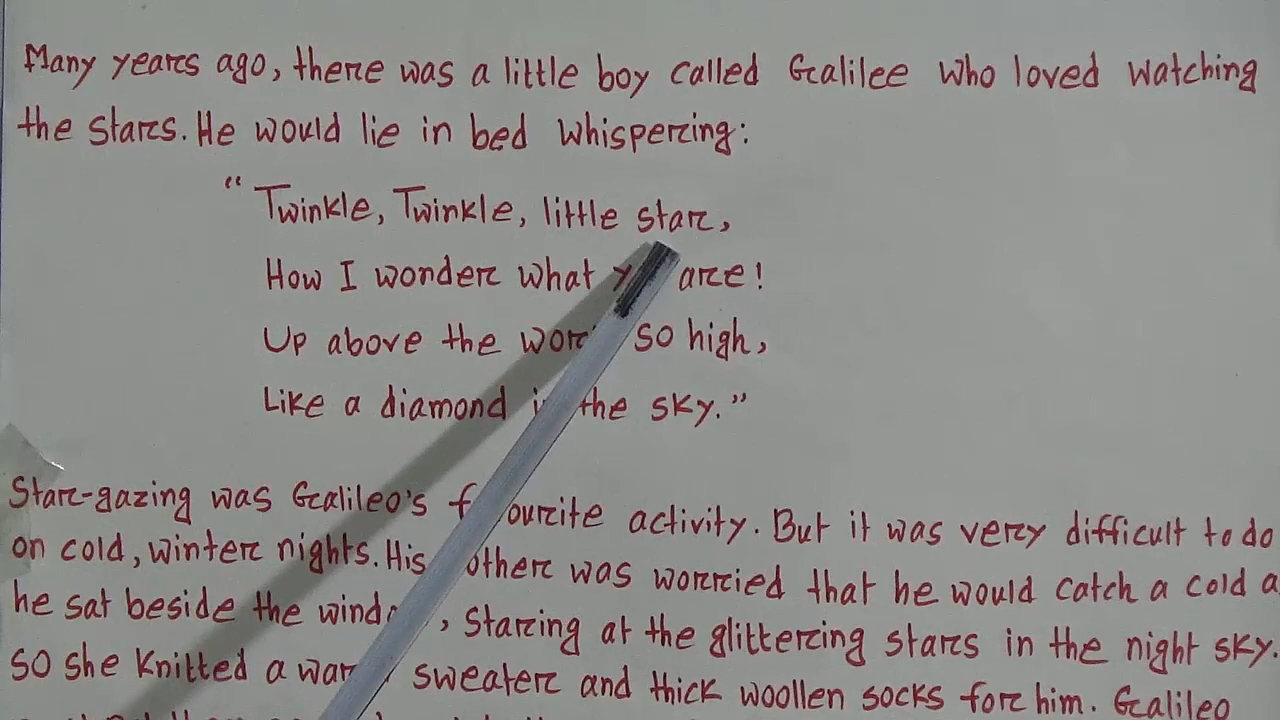 Many years ago, there was a little boy called Galilee who loved watching
the stars. He would lie in bed whispering:
"Twinkle, Twinkle, little star,
How I wonder what are!
Up above the so high,
Like a diamond the sky."
Star-gazing was Galileo's activity. But it was very difficult to do
on cold, winter nights. His was worried that he would catch a cold a
he sat beside the , staring at the glittering stars in the night sky.
So she knitted a sweater and thick woollen socks for him. Galileo